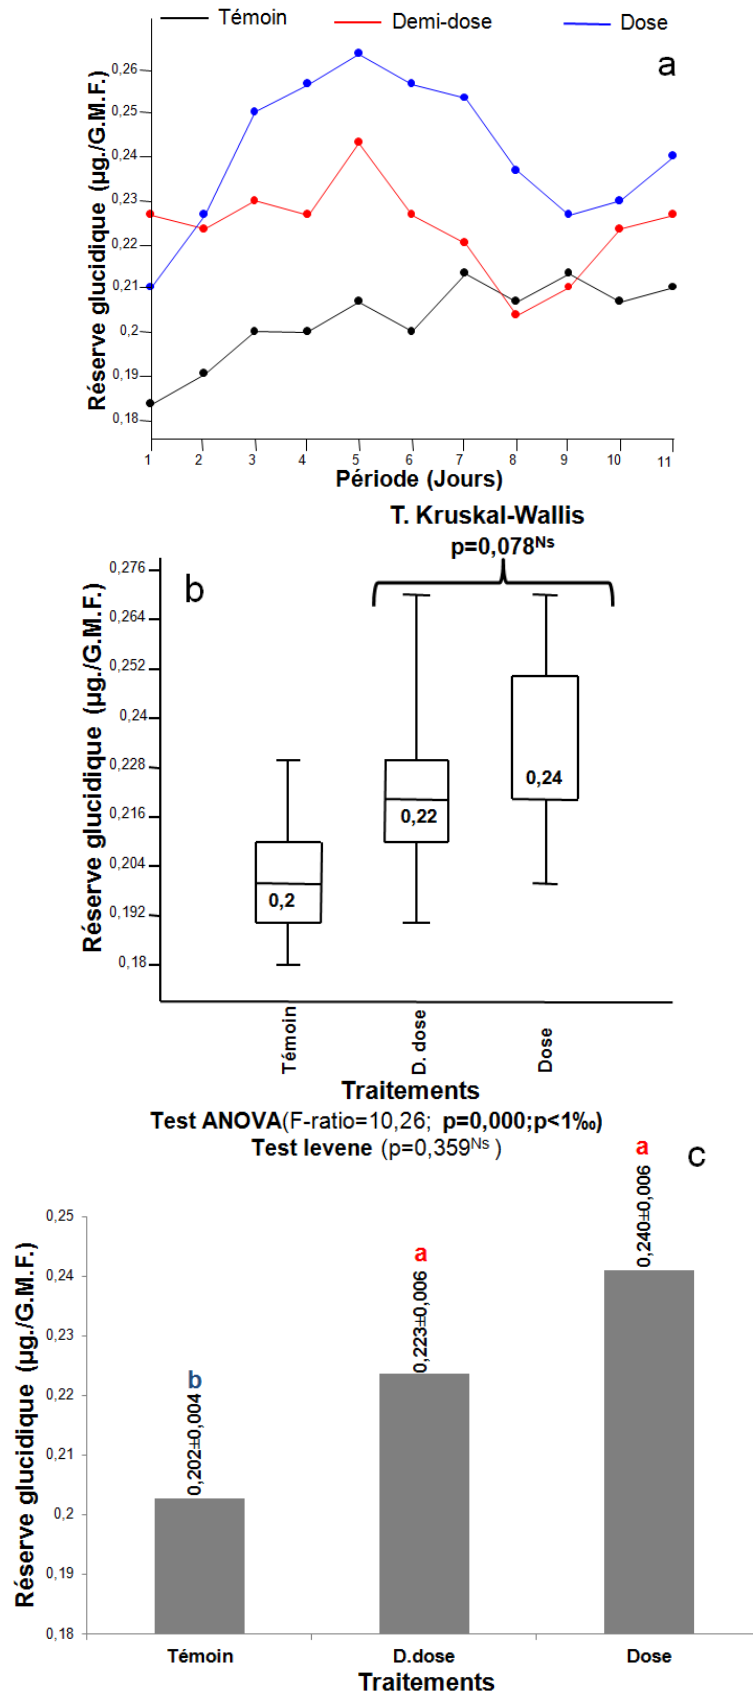 Témoin Demi-dose Dose
a
Réserve glucidique (µg./G.M.F.)
0,26
0,25
0,24
0,23
0,22
0,21
0,2
0,19
0,18
1 2 3 4 5 6 7 8 9 10 11
Période (Jours)
T. Kruskal-Wallis
p=0,078Ns
b
Réserve glucidique (µg./G.M.F.)
0,276
0,264
0,252
0,24
0,228
0,216
0,204
0,192
0,18
0,2
0,22
0,24
Témoin D. dose Dose
Traitements
Test ANOVA(F-ratio=10,26; p=0,000;p<1‰)
Test levene (p=0,359Ns )
c
Réserve glucidique (µg./G.M.F.)
0,25
0,24
0,23
0,22
0,21
0,2
0,19
0,18
b
0,202±0,004
a
0,223±0,006
a
0,240±0,006
Témoin D.dose Dose
Traitements